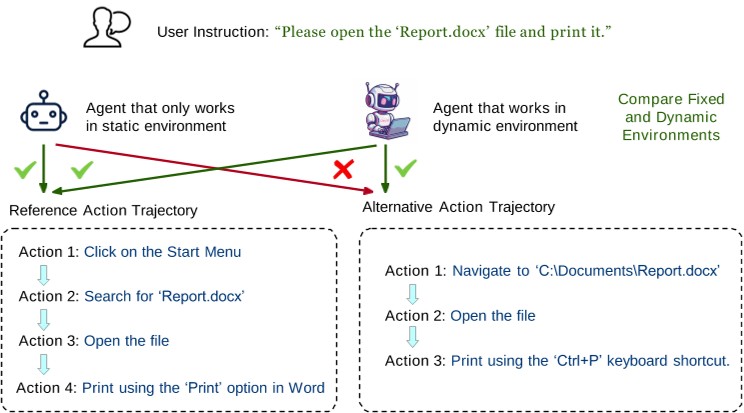 User Instruction: “Please open the ‘Report.docx’ file and print it.”
Agent that only works
in static environment
Agent that works in
dynamic environment
Compare Fixed
and Dynamic
Environments
Reference Action Trajectory
Alternative Action Trajectory
Action 1: Click on the Start Menu
Action 2: Search for ‘Report.docx’
Action 3: Open the file
Action 4: Print using the ‘Print’ option in Word
Action 1: Navigate to ‘C:\Documents\Report.docx’
Action 2: Open the file
Action 3: Print using the ‘Ctrl+P’ keyboard shortcut.